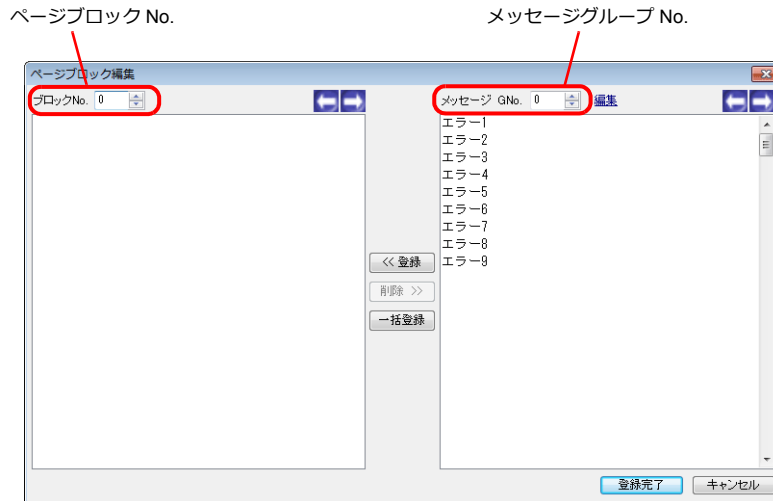 ページブロック No.
メッセージグループ No.
ページブロック編集
ブロックNo. 0
メッセージ GNo. 0 編集
エラー1
エラー2
エラー3
エラー4
エラー5
エラー6
エラー7
エラー8
エラー9
<< 登録
削除 >>
一括登録
登録完了
キャンセル